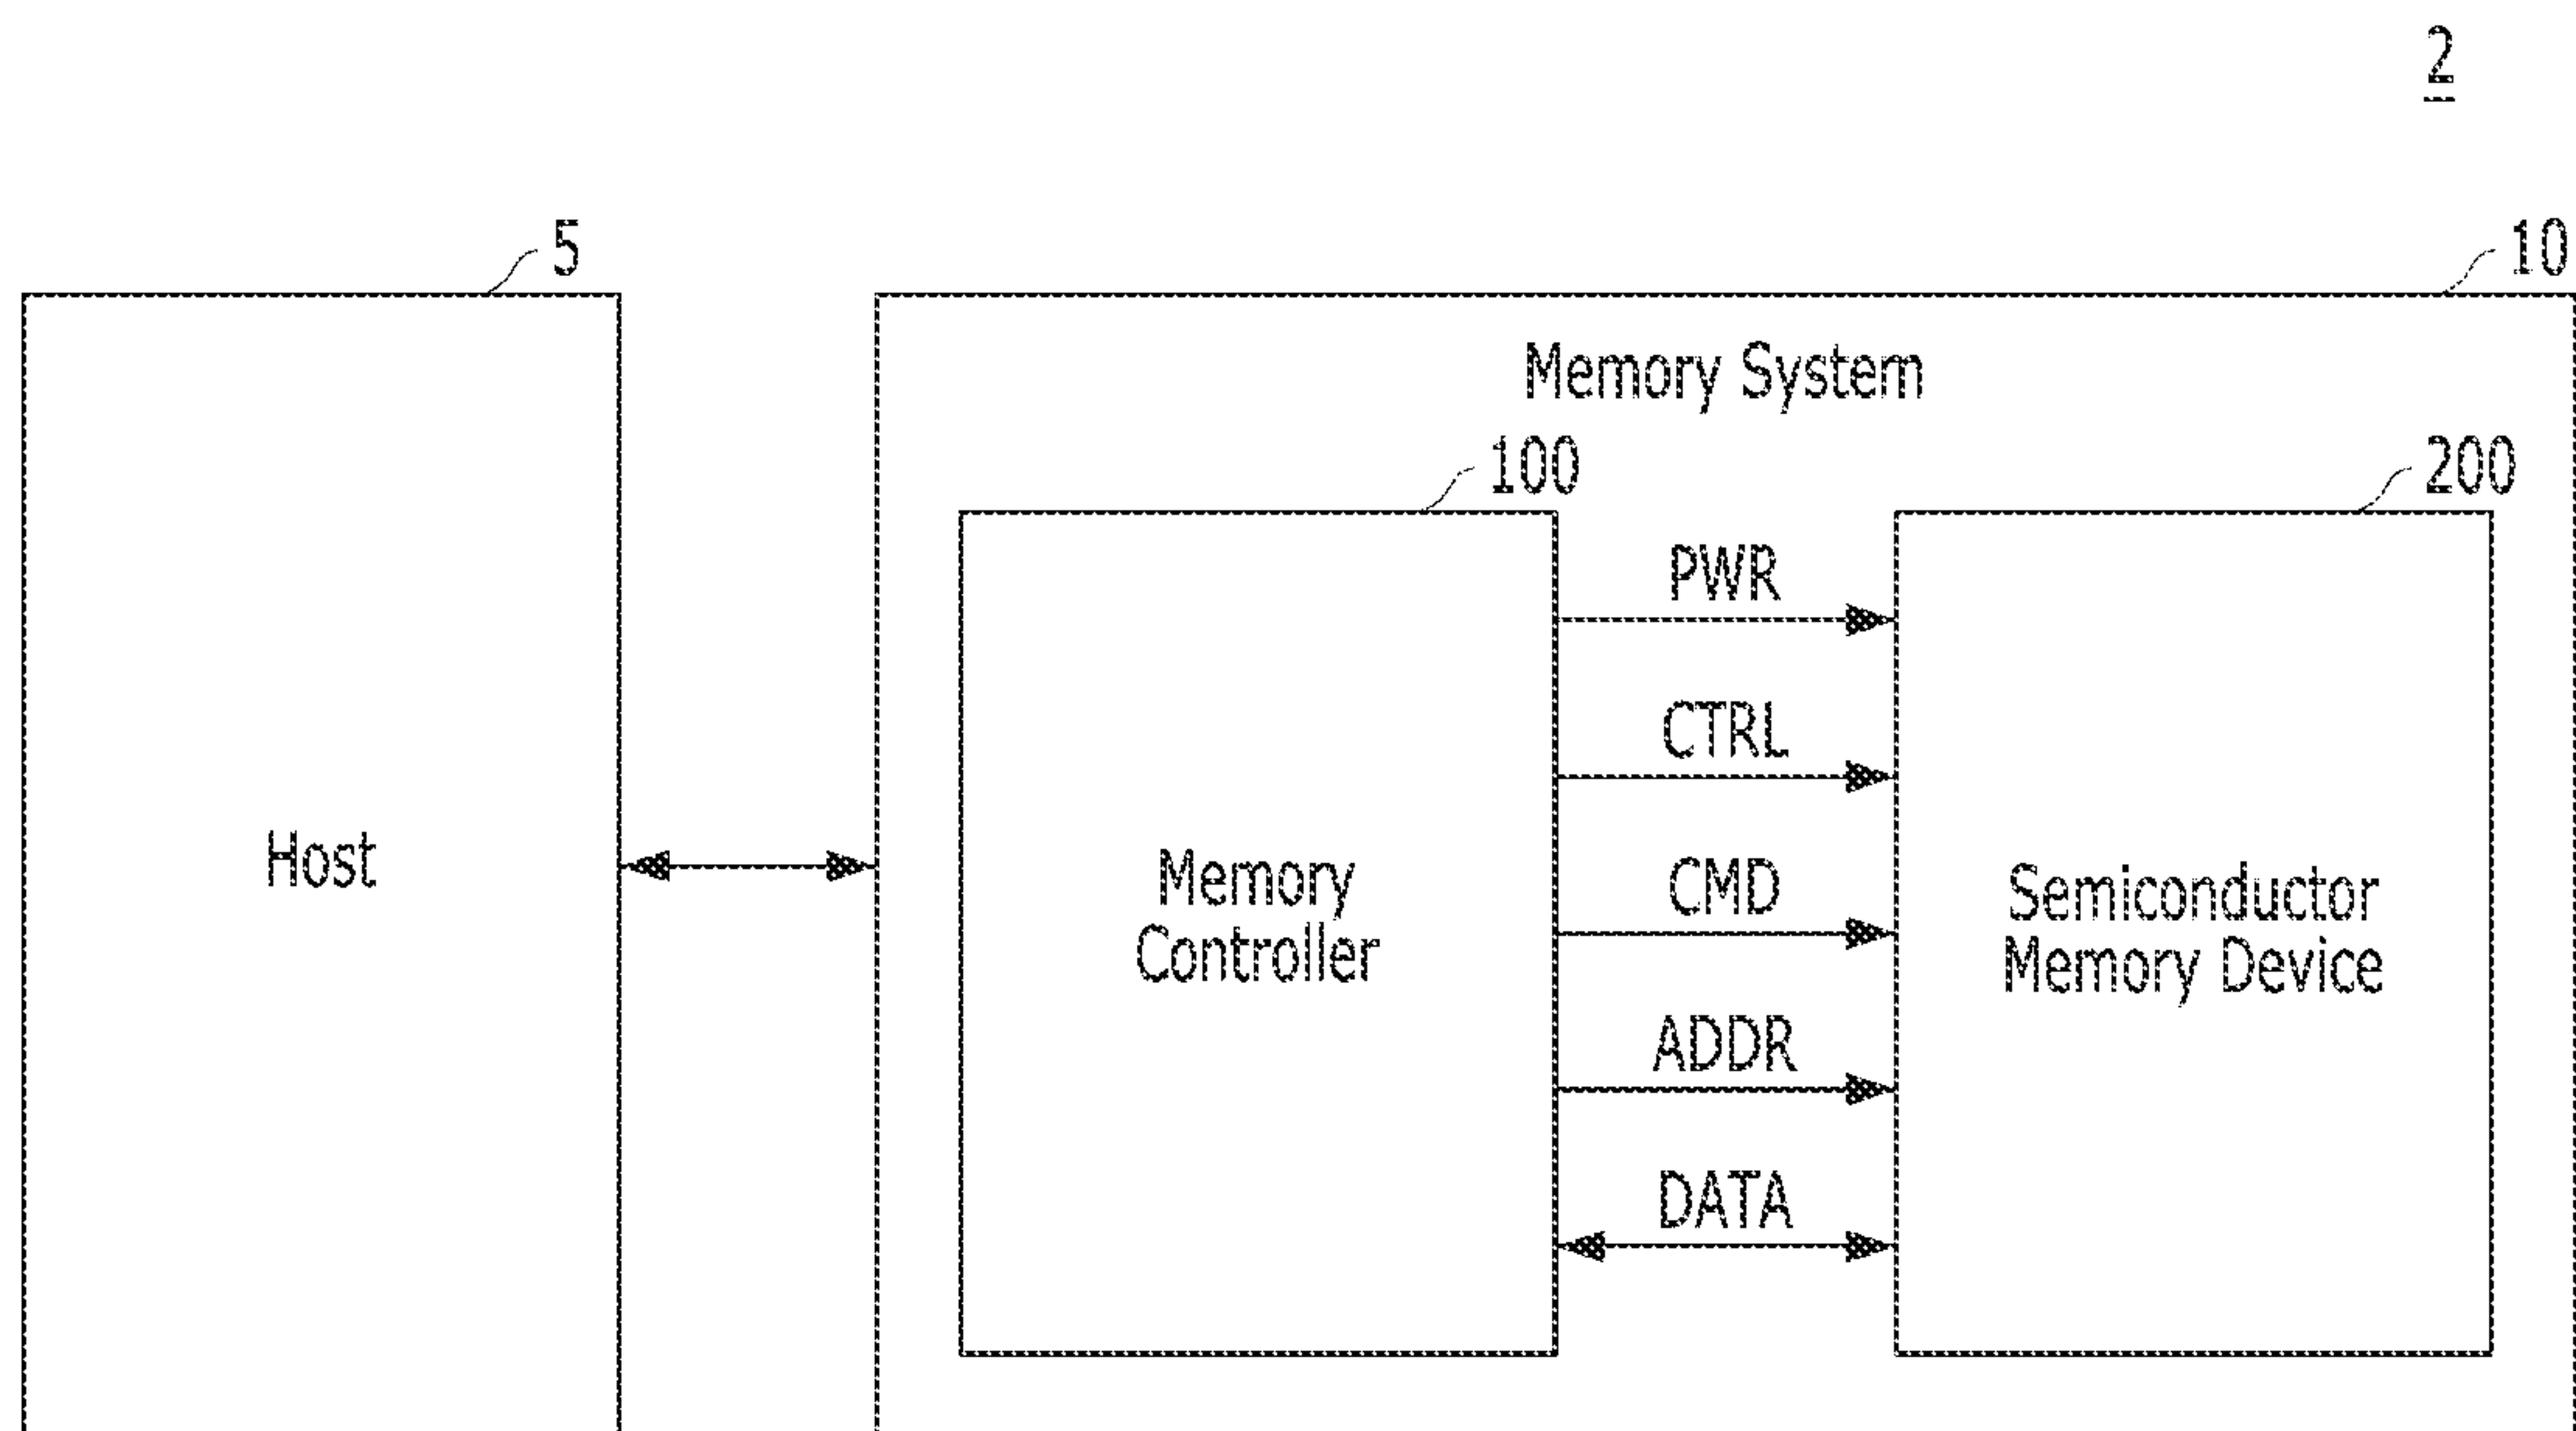 2
5
10
Memory System
100
200
PWR
CTRL
Host
Memory
Controller
CMD
Semiconductor
Memory Device
ADDR
DATA